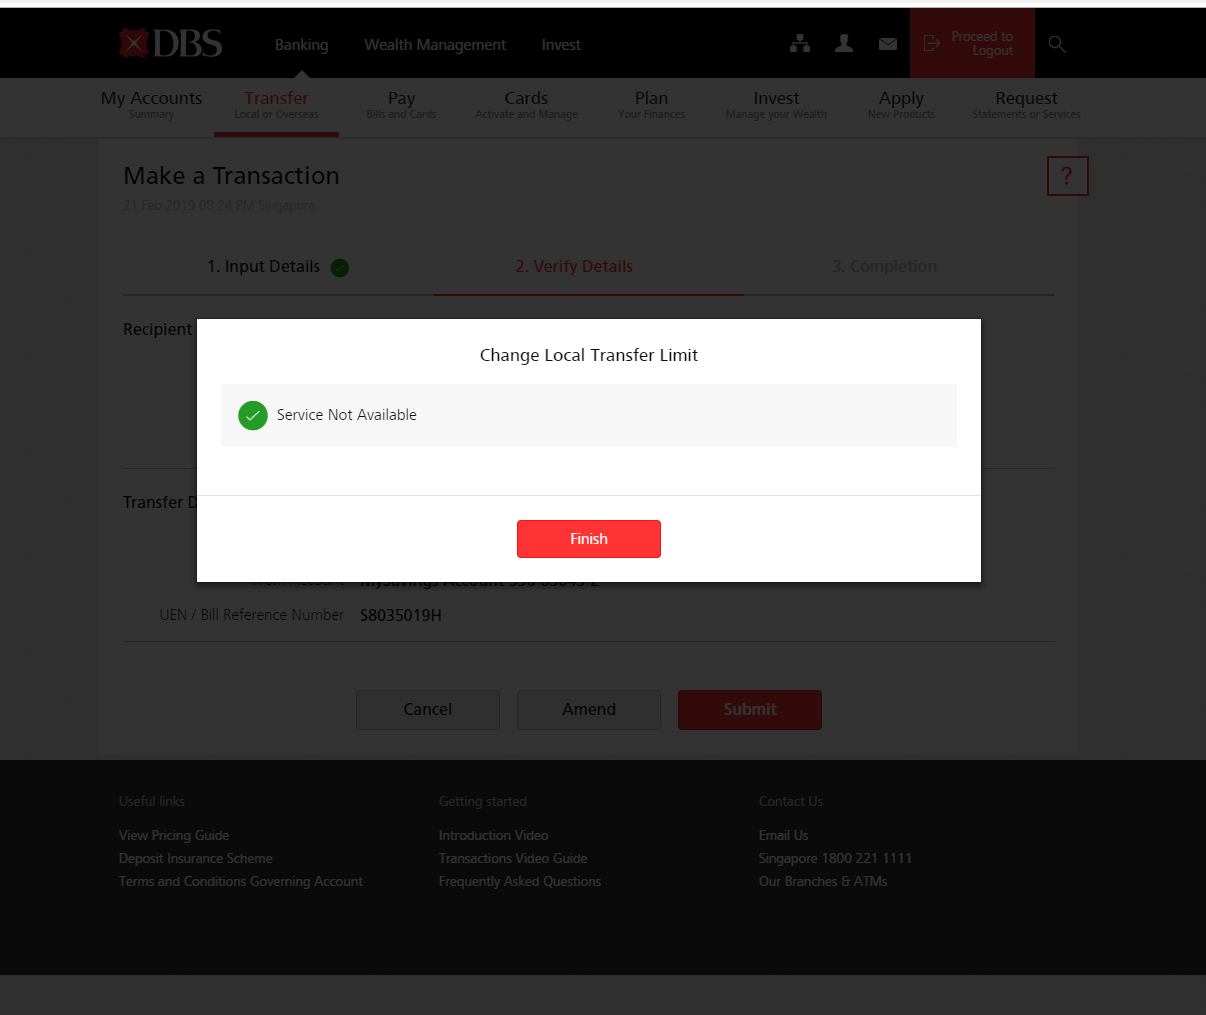 DBS
Banking
Wealth Management
Invest
Proceed to
Logout
My Accounts
Summary
Transfer
Local or Overseas
Pay
Bills and Cards
Cards
Activate and Manage
Plan
Your Finances
Invest
Manage your Wealth
Apply
New Products
Request
Statements or Services
Make a Transaction
?
21 Feb 2019 08:24 PM Singapore
1. Input Details
2. Verify Details
3. Completion
Recipient
Change Local Transfer Limit
Service Not Available
Transfer D
Finish
Account MySavings Account
UEN / Bill Reference Number S8035019H
Cancel
Amend
Submit
Useful links
View Pricing Guide
Deposit Insurance Scheme
Terms and Conditions Governing Account
Getting started
Introduction Video
Transactions Video Guide
Frequently Asked Questions
Contact Us
Email Us
Singapore 1800 221 1111
Our Branches & ATMs